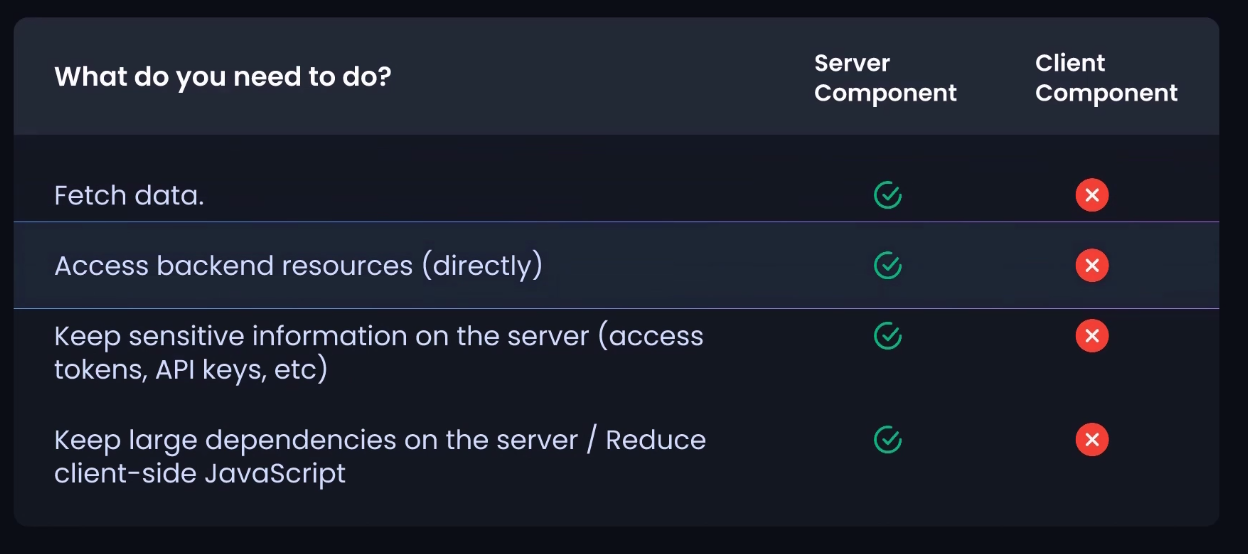 What do you need to do?
Server
Component
Client
Component
Fetch data.
Access backend resources (directly)
Keep sensitive information on the server (access
tokens, API keys, etc)
Keep large dependencies on the server / Reduce
client-side JavaScript